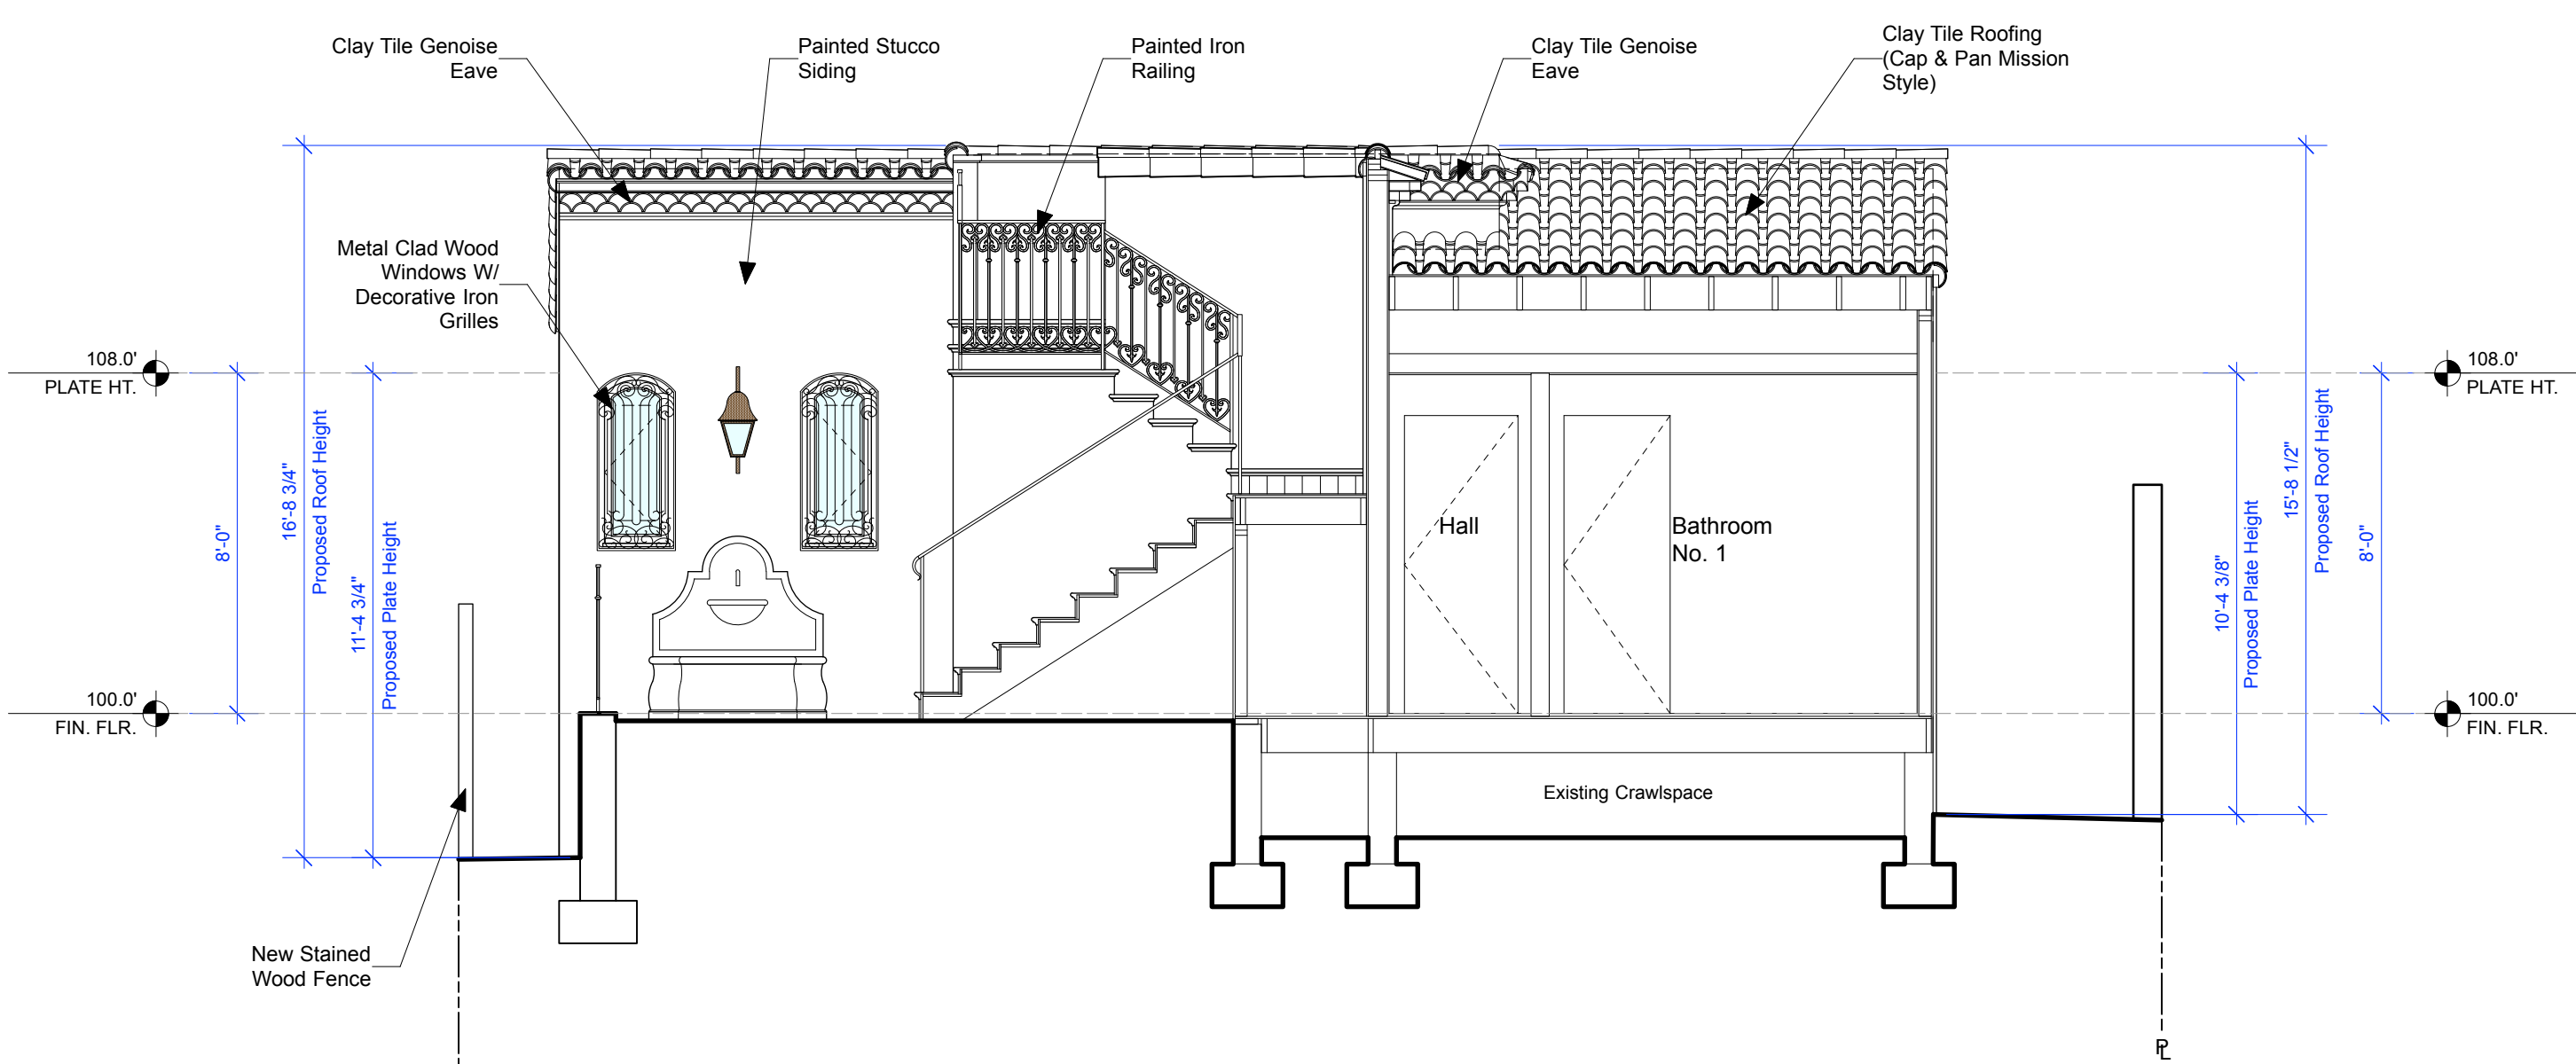 Clay Tile Genoise
Eave
Painted Stucco
Siding
Painted Iron
Railing
Clay Tile Genoise
Eave
Clay Tile Roofing
(Cap & Pan Mission
Style)
Metal Clad Wood
Windows W/
Decorative Iron
Grilles
108.0'
PLATE HT.
100.0'
FIN. FLR.
8'-0"
16'-8 3/4"
Proposed Roof Height
11'-4 3/4"
Proposed Plate Height
Hall
Bathroom
No. 1
Existing Crawlspace
10'-4 3/8"
Proposed Plate Height
15'-8 1/2"
Proposed Roof Height
8'-0"
108.0'
PLATE HT.
100.0'
FIN. FLR.
New Stained
Wood Fence
PL